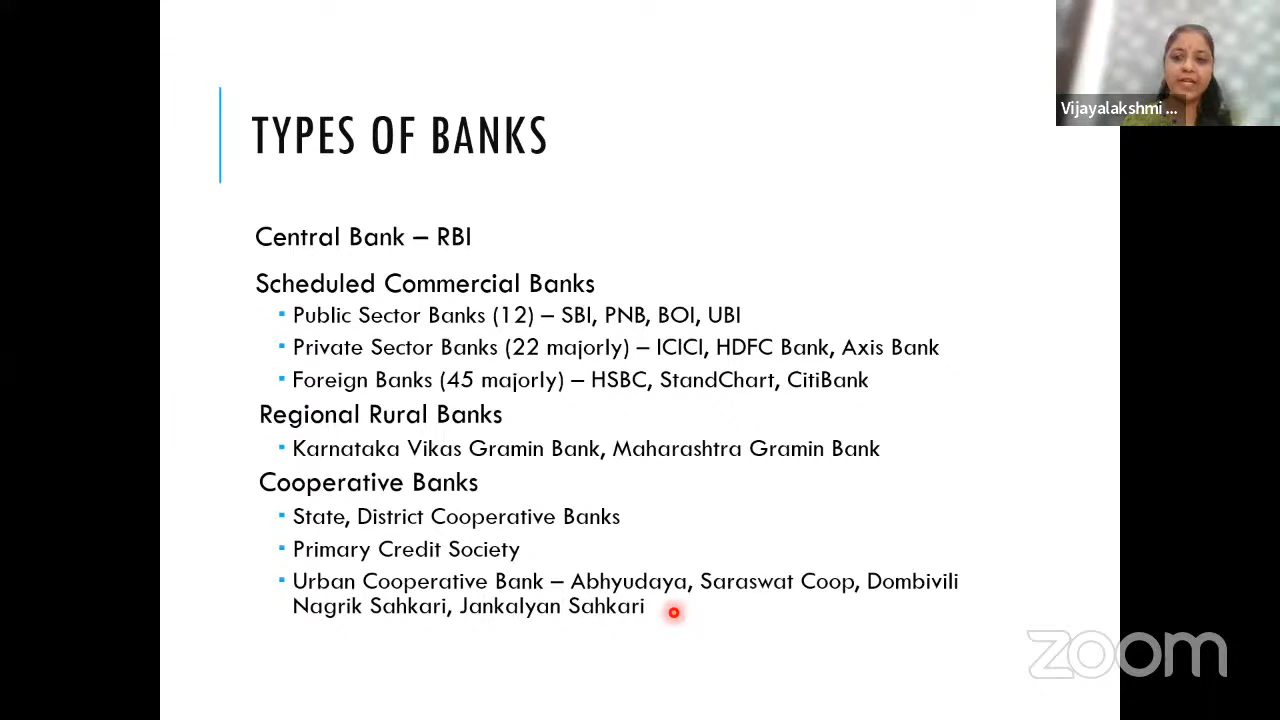 Vijayalakshmi ...
TYPES OF BANKS
Central Bank – RBI
Scheduled Commercial Banks
▪ Public Sector Banks (12) – SBI, PNB, BOI, UBI
▪ Private Sector Banks (22 majorly) – ICICI, HDFC Bank, Axis Bank
▪ Foreign Banks (45 majorly) – HSBC, StandChart, CitiBank
Regional Rural Banks
▪ Karnataka Vikas Gramin Bank, Maharashtra Gramin Bank
Cooperative Banks
▪ State, District Cooperative Banks
▪ Primary Credit Society
▪ Urban Cooperative Bank – Abhyudaya, Saraswat Coop, Dombivili
Nagrik Sahkari, Jankalyan Sahkari
zoom